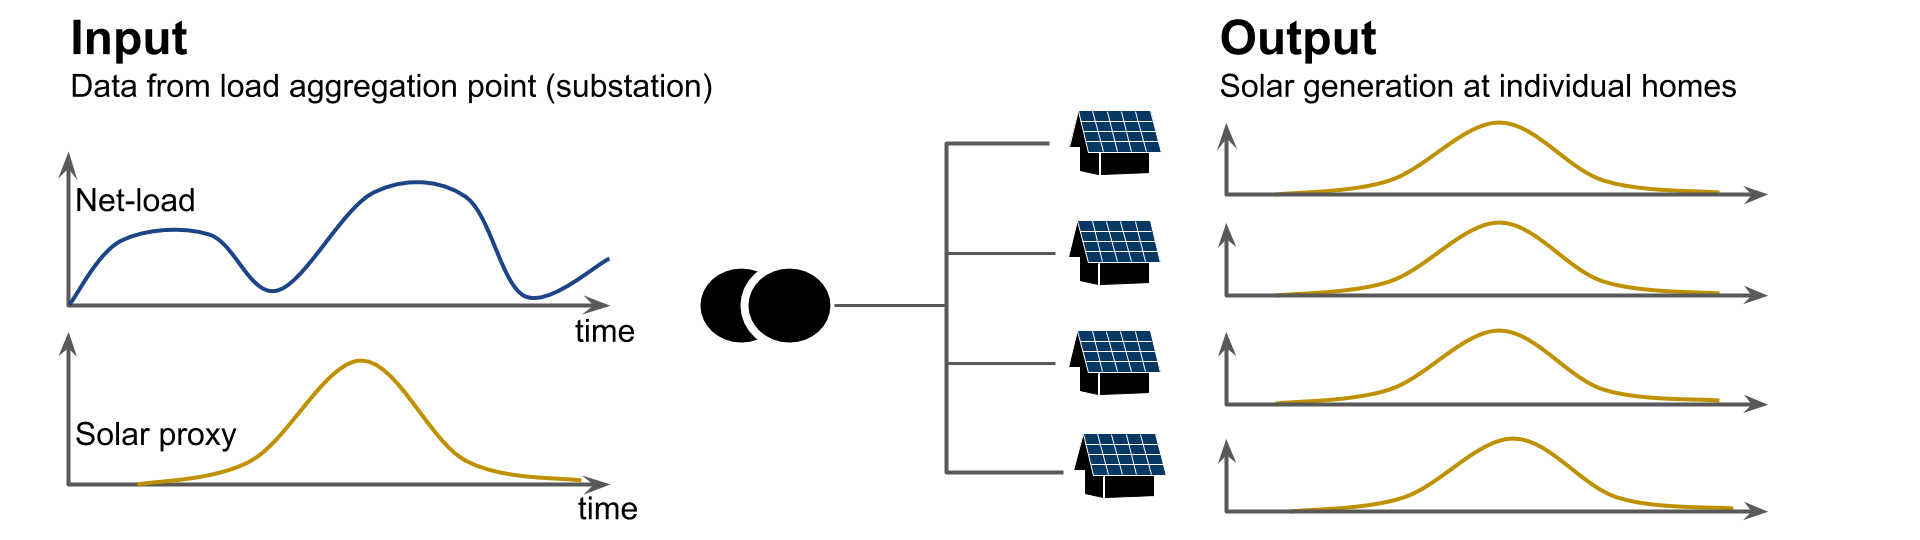 Input
Data from load aggregation point (substation)
Net-load
time
Solar proxy
time
Output
Solar generation at individual homes